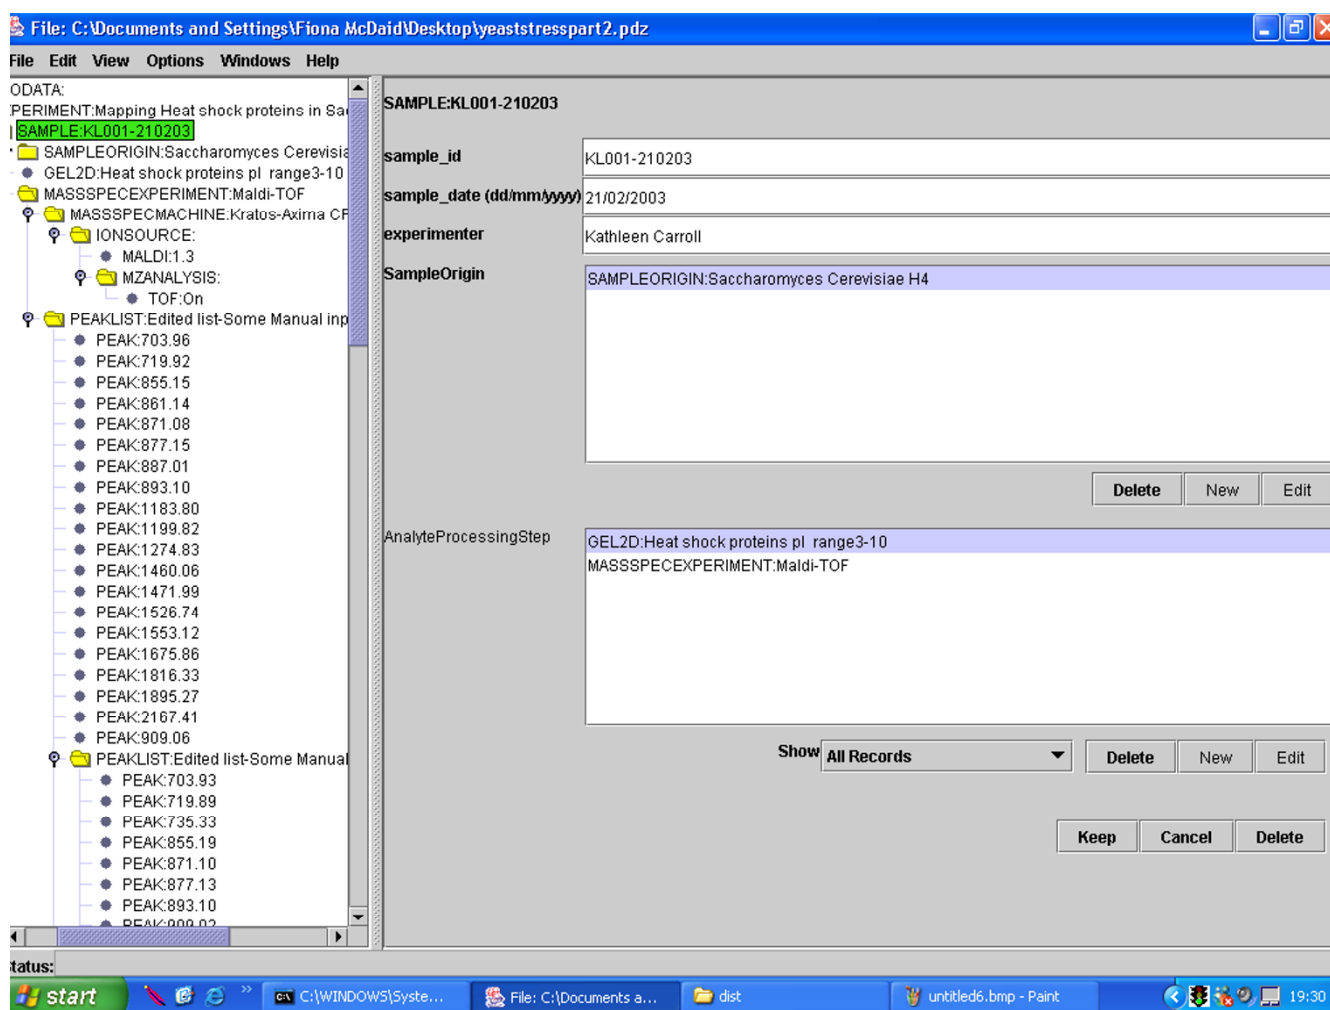 File: C:\Documents and Settings\Fiona McDaid\Desktop\yeaststresspart2.pdz
File Edit View Options Windows Help
ODATA:
PERIMENT:Mapping Heat shock proteins in Sa
SAMPLE:KL001-210203
SAMPLEORIGIN:Saccharomyces Cerevisia
GEL2D:Heat shock proteins pI range3-10
MASSSPECEXPERIMENT:Maldi-TOF
MASSSPECMACHINE:Kratos-Axima CF
IONSOURCE:
MALDI:1.3
MZANALYSIS:
TOF:On
PEAKLIST:Edited list-Some Manual inp
PEAK:703.96
PEAK:719.92
PEAK:855.15
PEAK:861.14
PEAK:871.08
PEAK:877.15
PEAK:887.01
PEAK:893.10
PEAK:1183.80
PEAK:1199.82
PEAK:1274.83
PEAK:1460.06
PEAK:1471.99
PEAK:1526.74
PEAK:1553.12
PEAK:1675.86
PEAK:1816.33
PEAK:1895.27
PEAK:2167.41
PEAK:909.06
PEAKLIST:Edited list-Some Manual
PEAK:703.93
PEAK:719.89
PEAK:735.33
PEAK:855.19
PEAK:871.10
PEAK:877.13
PEAK:893.10
PEAK:909.02
SAMPLE:KL001-210203
sample_id KL001-210203
sample_date (dd/mm/yyyy) 21/02/2003
experimenter Kathleen Carroll
SampleOrigin SAMPLEORIGIN:Saccharomyces Cerevisiae H4
Delete New Edit
AnalyteProcessingStep GEL2D:Heat shock proteins pI range3-10
MASSSPECEXPERIMENT:Maldi-TOF
Show All Records Delete New Edit
Keep Cancel Delete
tatus:
start C:\WINDOWS\Syste... File: C:\Documents a... dist untitled6.bmp - Paint 19:30